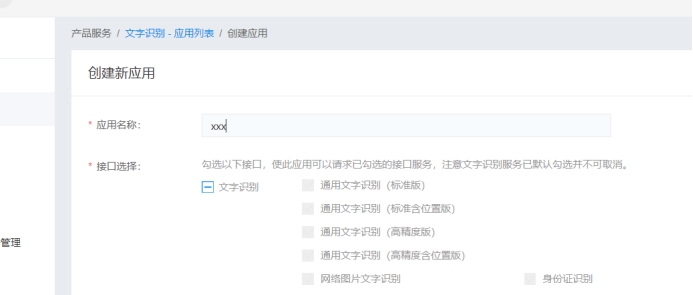 产品服务 / 文字识别 - 应用列表 / 创建应用
创建新应用
* 应用名称： xxx
* 接口选择： 勾选以下接口，使此应用可以请求已勾选的接口服务，注意文字识别服务已默认勾选并不可取消。
文字识别 通用文字识别（标准版）
通用文字识别（标准含位置版）
通用文字识别（高精度版）
管理 通用文字识别（高精度含位置版）
网络图片文字识别 身份证识别